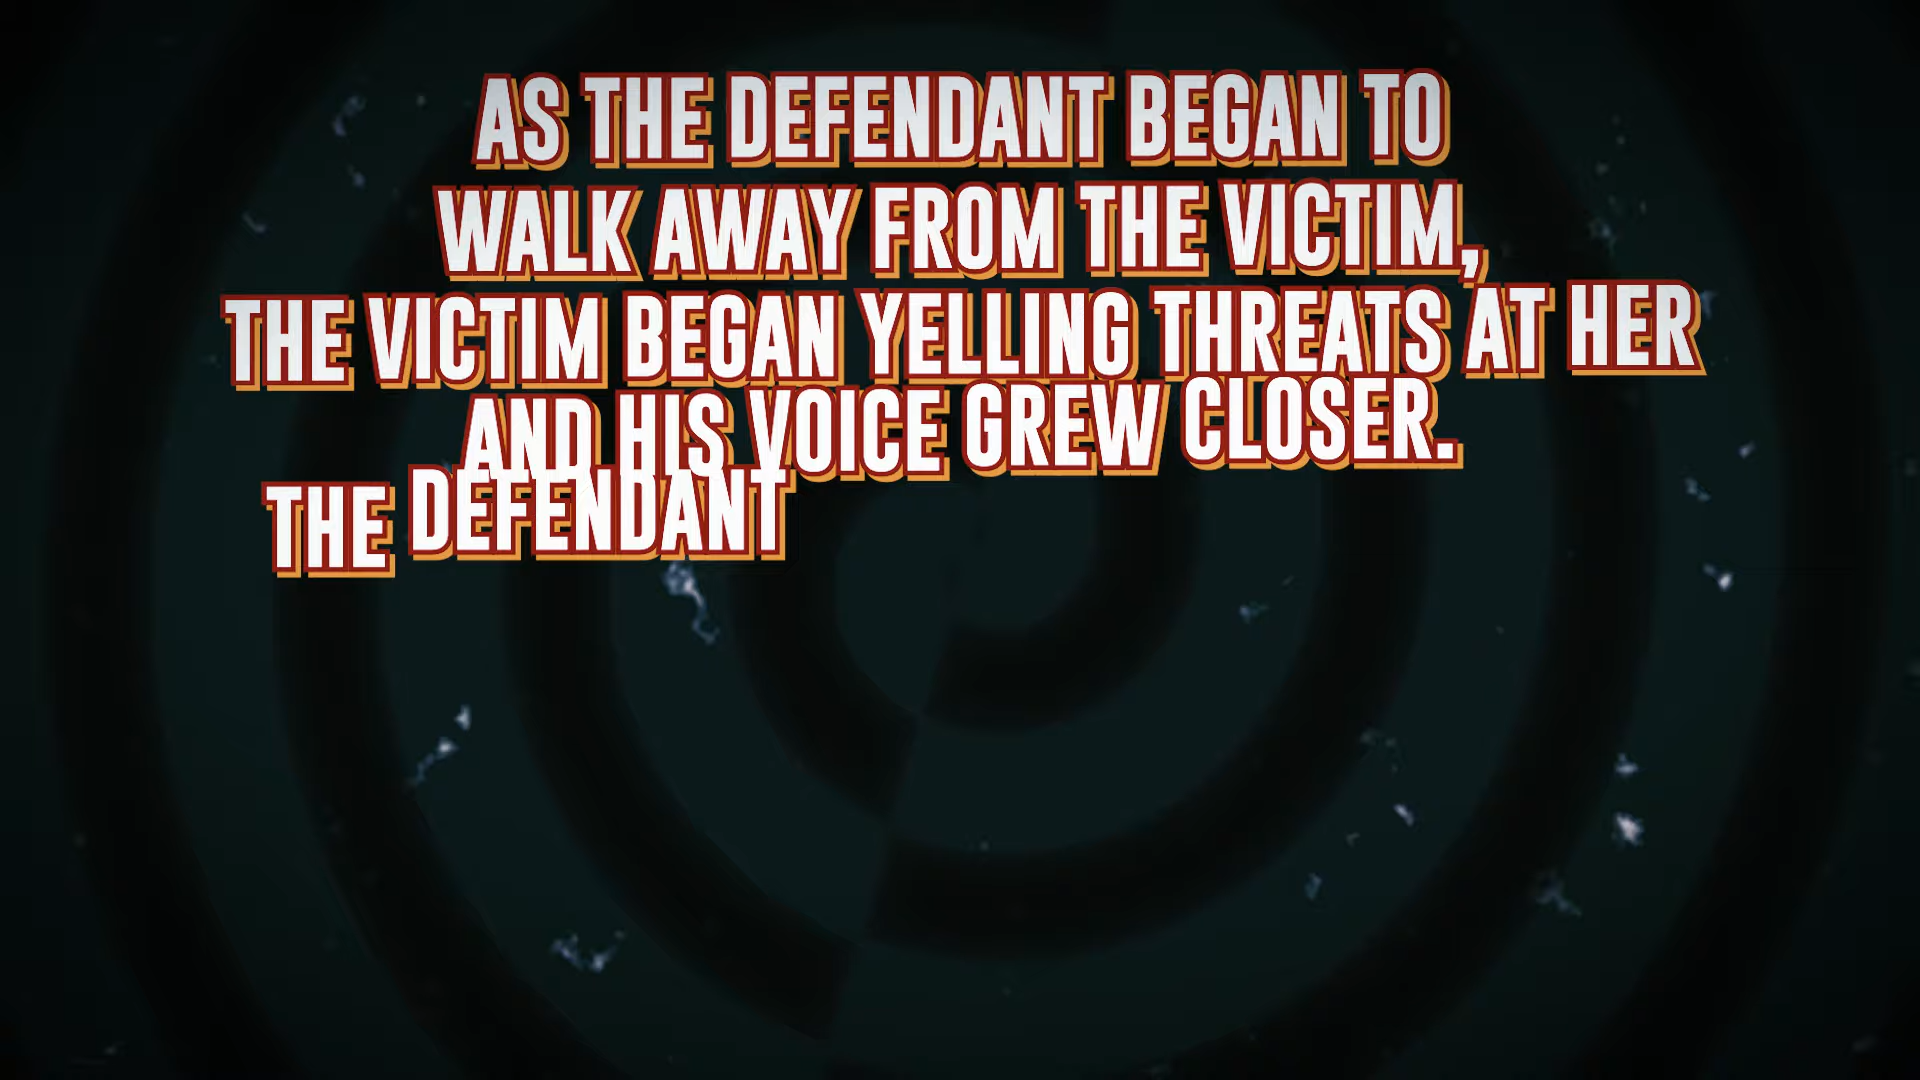 AS THE DEFENDANT BEGAN TO
WALK AWAY FROM THE VICTIM,
THE VICTIM BEGAN YELLING THREATS AT HER
AND HIS VOICE GREW CLOSER.
THE DEFENDANT